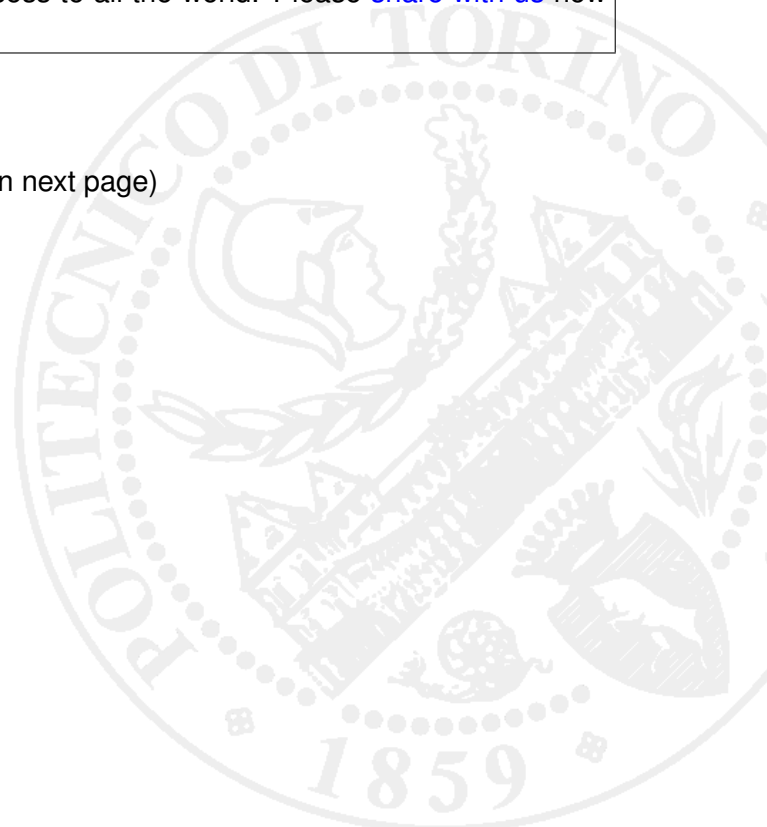 cess to all the world. Please share with us how
n next page)
POLITECNICO DI TORINO
1859